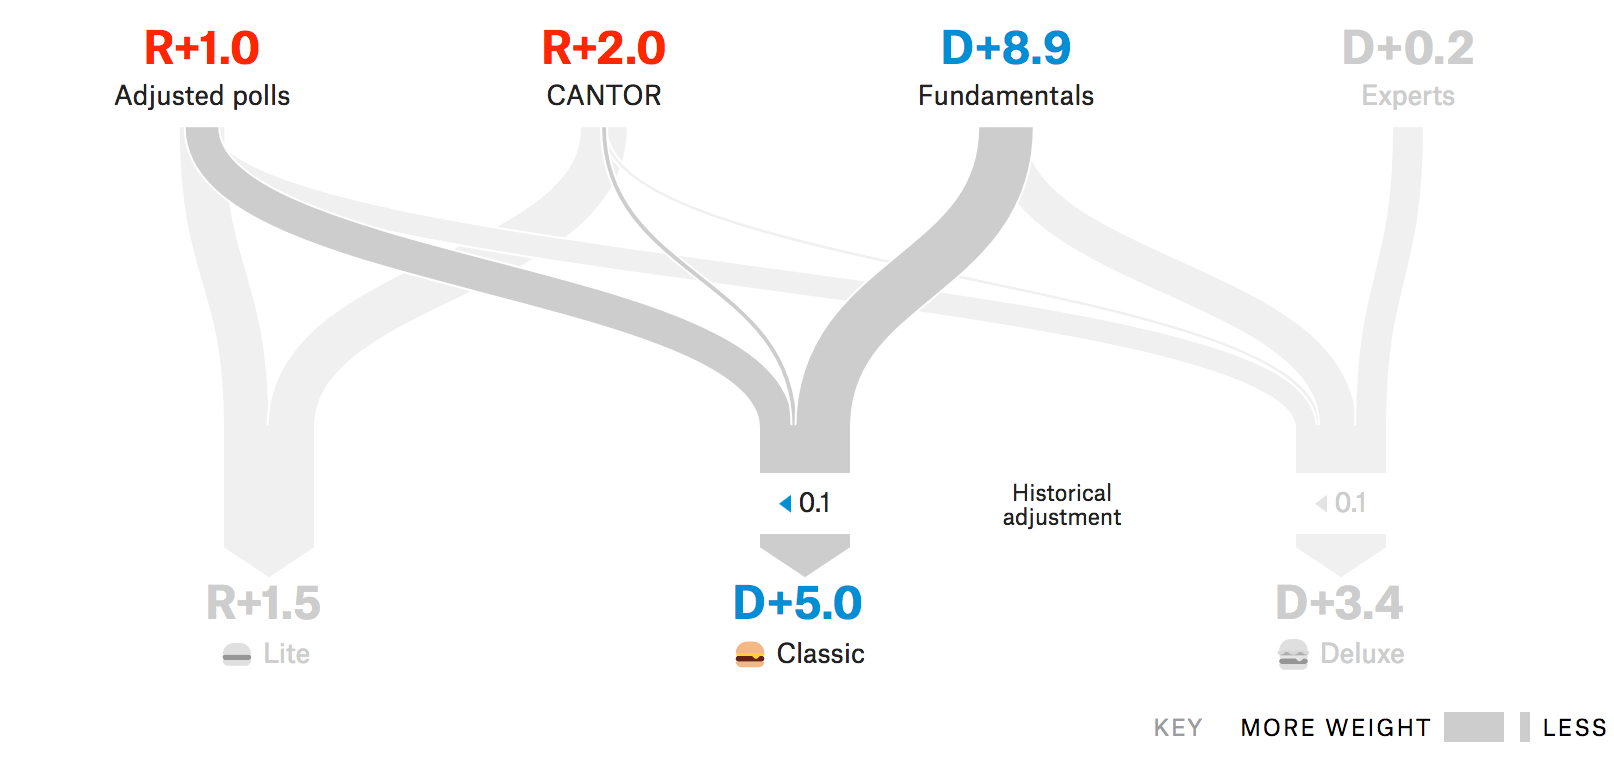 R+1.0 R+2.0 D+8.9 D+0.2
Adjusted polls CANTOR Fundamentals Experts
0.1 Historical adjustment 0.1
R+1.5 D+5.0 D+3.4
Lite Classic Deluxe
KEY MORE WEIGHT LESS